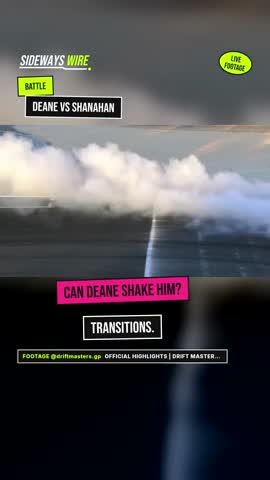 SIDEWAYS WIRE.
LIVE
FOOTAGE
BATTLE
DEANE VS SHANAHAN
CAN DEANE SHAKE HIM?
TRANSITIONS.
FOOTAGE @driftmasters.gp OFFICIAL HIGHLIGHTS | DRIFT MASTER...